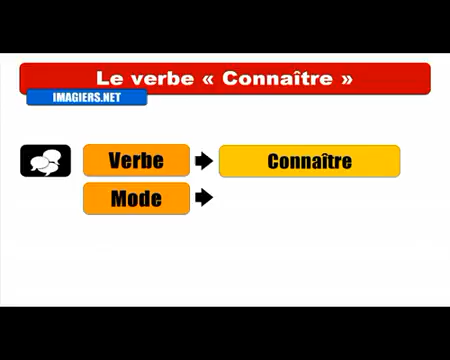 Le verbe « Connaître »
IMAGIERS.NET
Verbe Connaître
Mode